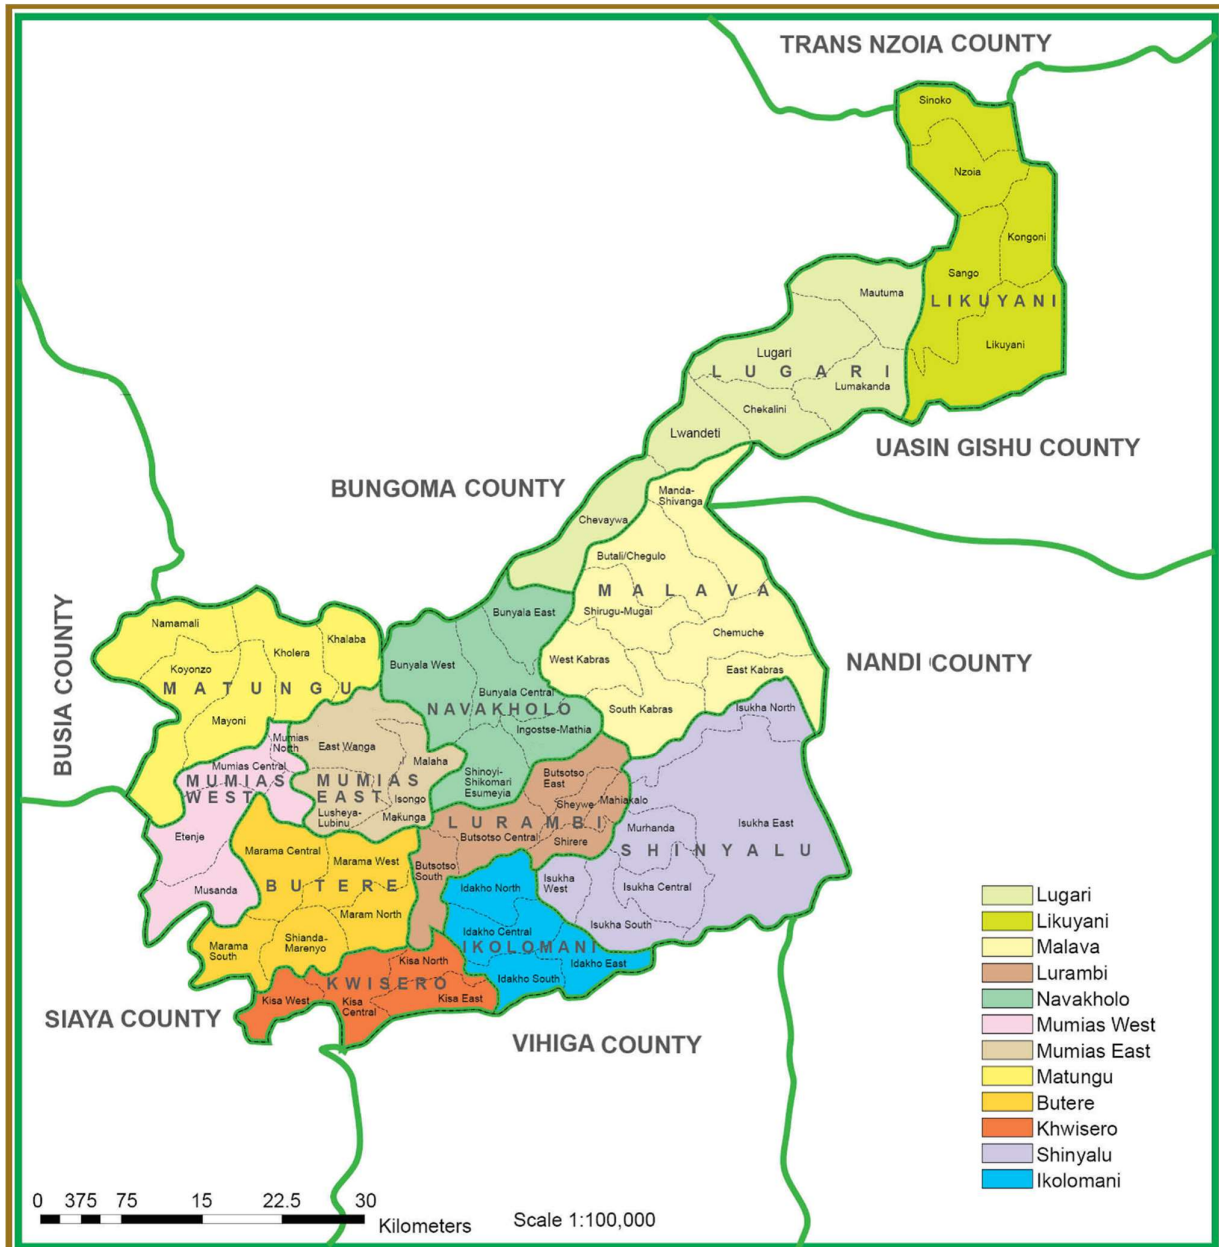 TRANS NZOIA COUNTY
Sinoko
Nzoia
Kongoni
Sango
LIKUYANI
Likuyani
Mautuma
Lugari
LUGARI
Lumakanda
Chekalini
Lwandeti
UASIN GISHU COUNTY
BUNGOMA COUNTY
Manda-
Shivanga
Chevaywa
Butali/Chegulo
MALAVA
Shirugu-Mugai
Chemuche
West Kabras
East Kabras
South Kabras
NANDI COUNTY
BUSIA COUNTY
Namamali
Khalaba
Kholera
Koyonzo
MATUNGU
Mayoni
Bunyala East
Bunyala West
Bunyala Central
NAVAKHOLO
Ingostse-Mathia
Shinoyi-
Shikomari
Esumeyia
Mumias
North
Mumias Central
MUMIAS
WEST
Etenje
Musanda
East Wanga
Malaha
MUMIAS
EAST
Isongo
Lusheya-
Lubinu
Makunga
Butsotso
East
Sheywe
Mahiakalo
LURAMBI
Butsotso Central
Shirere
Butsotso
South
Isukha North
Isukha East
Murhanda
SHINYALU
Isukha
West
Isukha Central
Isukha South
Marama Central
Marama West
BUTERE
Maram North
Marama
South
Shianda-
Marenyo
Idakho North
Idakho Central
IKOLOMANI
Idakho East
Idakho South
Kisa North
KWISERO
Kisa West
Kisa
Central
Kisa East
SIAYA COUNTY
VIHIGA COUNTY
Lugari
Likuyani
Malava
Lurambi
Navakholo
Mumias West
Mumias East
Matungu
Butere
Khwisero
Shinyalu
Ikolomani
0 375 75 15 22.5 30
Kilometers
Scale 1:100,000